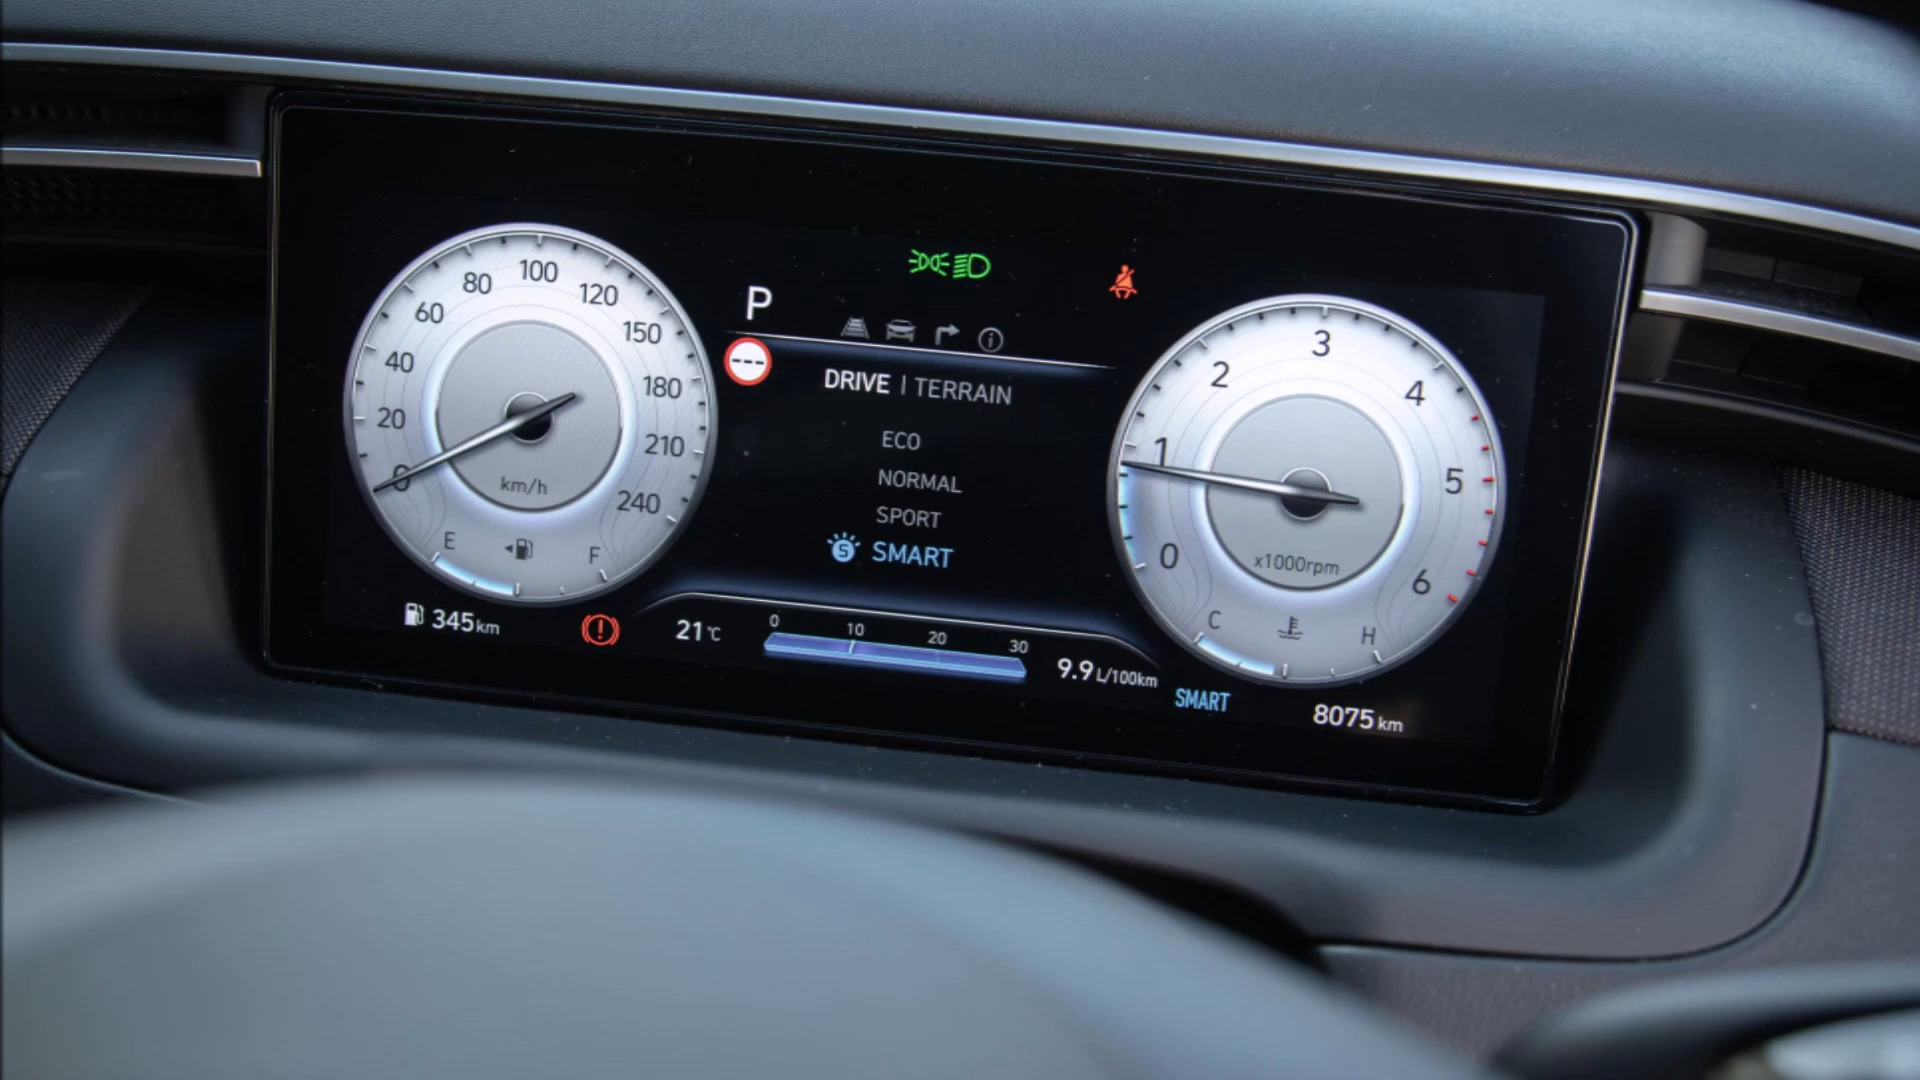 100
80
120
60
150
40
180
20
210
0
240
km/h
E
F
P
---
DRIVE | TERRAIN
ECO
NORMAL
SPORT
S SMART
345 km
!
21°C
0 10 20 30
9.9 L/100km
3
2
4
1
5
0
6
x1000rpm
C
H
SMART
8075 km